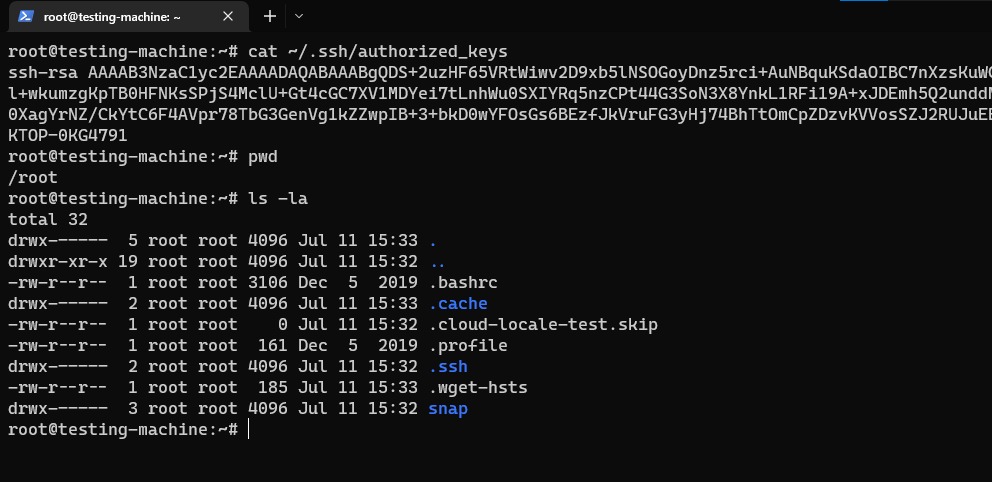 root@testing-machine: ~
root@testing-machine:~# cat ~/.ssh/authorized_keys
ssh-rsa AAAAB3NzaC1yc2EAAAADAQABAAABgQDS+2uzHF65VRtWiwv2D9xb5lNSOGoyDnz5rci+AuNBquKSdaOIBC7nXzsKuW
l+wkumzgKpTB0HFNKsSPjS4MclU+Gt4cGC7XV1MDYei7tLnhWu0SXIYRq5nzCPt44G3SoN3X8YnkL1RFi19A+xJDEmh5Q2undd
0XagYrNZ/CkYtC6F4AVpr78TbG3GenVg1kZZwpIB+3+bkD0wYFOsGs6BEzfJkVruFG3yHj74BhTtOmCpZDzvKVVosSZJ2RUJuE
KTOP-0KG4791
root@testing-machine:~# pwd
/root
root@testing-machine:~# ls -la
total 32
drwx------  5 root root 4096 Jul 11 15:33 .
drwxr-xr-x 19 root root 4096 Jul 11 15:32 ..
-rw-r--r--  1 root root 3106 Dec  5  2019 .bashrc
drwx------  2 root root 4096 Jul 11 15:33 .cache
-rw-r--r--  1 root root    0 Jul 11 15:32 .cloud-locale-test.skip
-rw-r--r--  1 root root  161 Dec  5  2019 .profile
drwx------  2 root root 4096 Jul 11 15:32 .ssh
-rw-r--r--  1 root root  185 Jul 11 15:33 .wget-hsts
drwx------  3 root root 4096 Jul 11 15:32 snap
root@testing-machine:~#